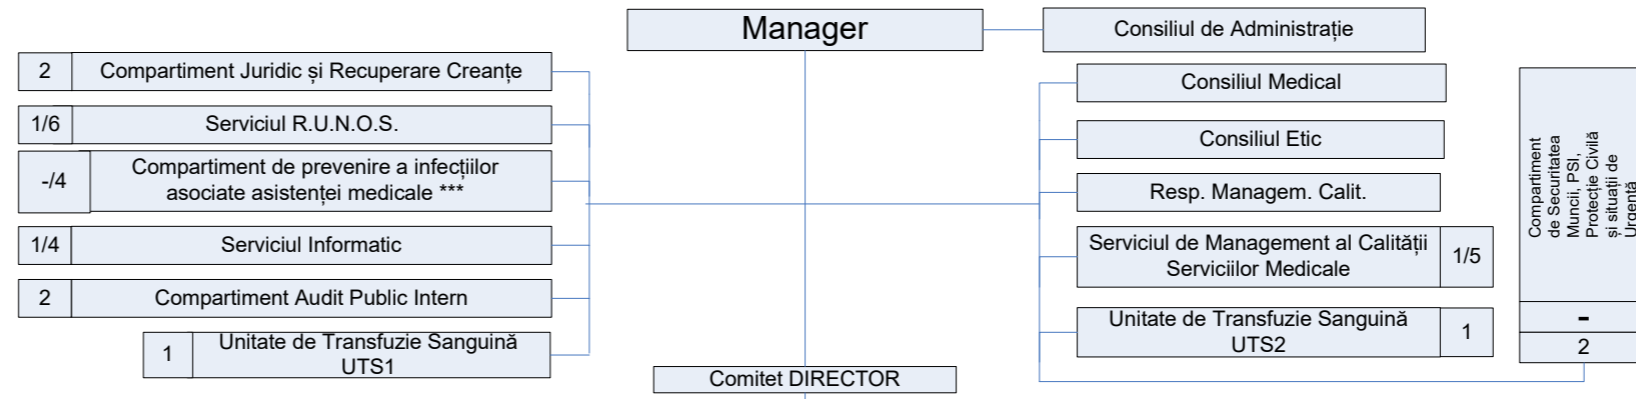 Manager
Consiliul de Administrație
2 Compartiment Juridic și Recuperare Creanțe
1/6 Serviciul R.U.N.O.S.
-/4 Compartiment de prevenire a infecțiilor
asociate asistenței medicale ***
1/4 Serviciul Informatic
2 Compartiment Audit Public Intern
1 Unitate de Transfuzie Sanguină
UTS1
Comitet DIRECTOR
Consiliul Medical
Consiliul Etic
Resp. Managem. Calit.
Serviciul de Management al Calității 1/5
Serviciilor Medicale
Unitate de Transfuzie Sanguină 1
UTS2
Compartiment
de Securitatea
Muncii, PSI,
Protecție Civilă
și situații de
Urgență
-
2